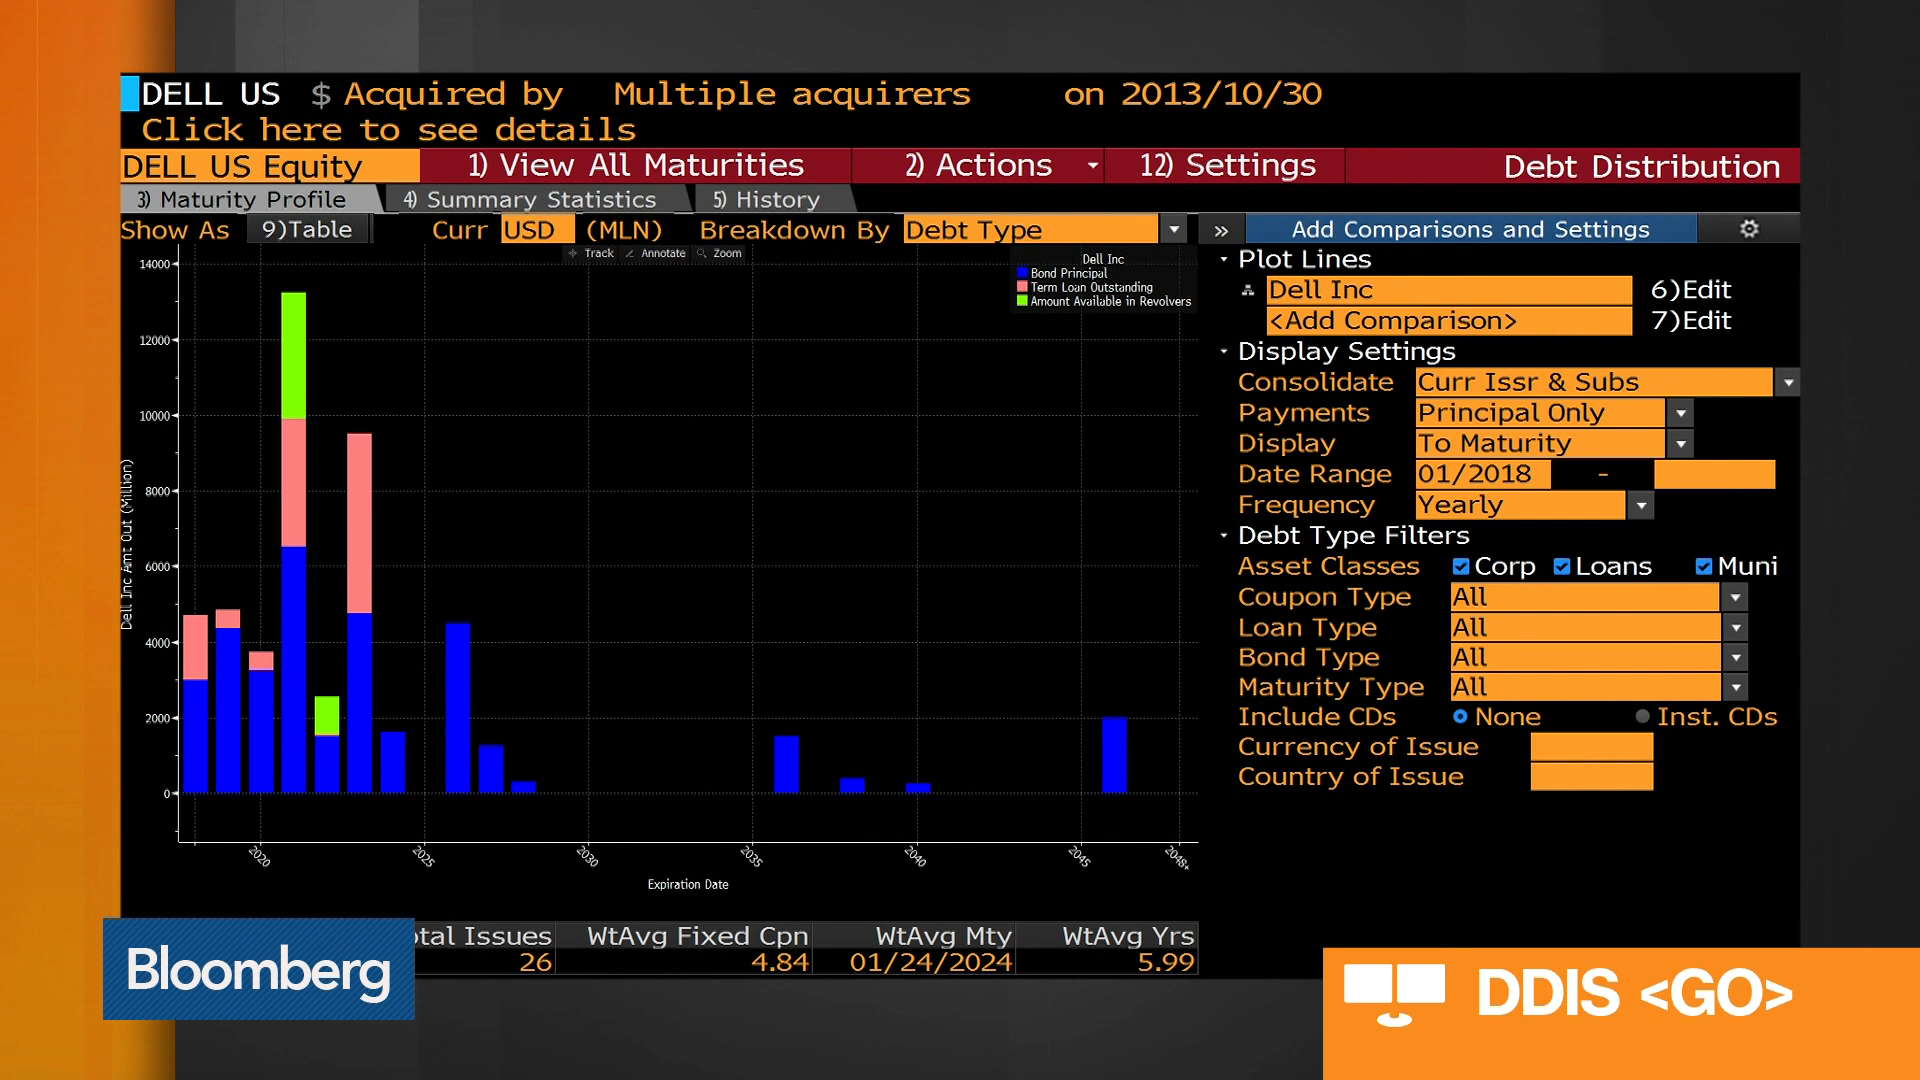 DELL US $ Acquired by Multiple acquirers on 2013/10/30
Click here to see details
DELL US Equity 1) View All Maturities 2) Actions 12) Settings Debt Distribution
3) Maturity Profile 4) Summary Statistics 5) History
Show As 9)Table Curr USD (MLN) Breakdown By Debt Type » Add Comparisons and Settings
Track Annotate Zoom
Dell Inc
Bond Principal
Term Loan Outstanding
Amount Available in Revolvers
14000
12000
10000
8000
6000
4000
2000
0
Dell Inc Amt Out (Million)
2020 2025 2030 2035 2040 2045 2048+
Expiration Date
Plot Lines
Dell Inc 6)Edit
<Add Comparison> 7)Edit
Display Settings
Consolidate Curr Issr & Subs
Payments Principal Only
Display To Maturity
Date Range 01/2018 -
Frequency Yearly
Debt Type Filters
Asset Classes Corp Loans Muni
Coupon Type All
Loan Type All
Bond Type All
Maturity Type All
Include CDs None Inst. CDs
Currency of Issue
Country of Issue
otal Issues WtAvg Fixed Cpn WtAvg Mty WtAvg Yrs
26 4.84 01/24/2024 5.99
Bloomberg
DDIS <GO>